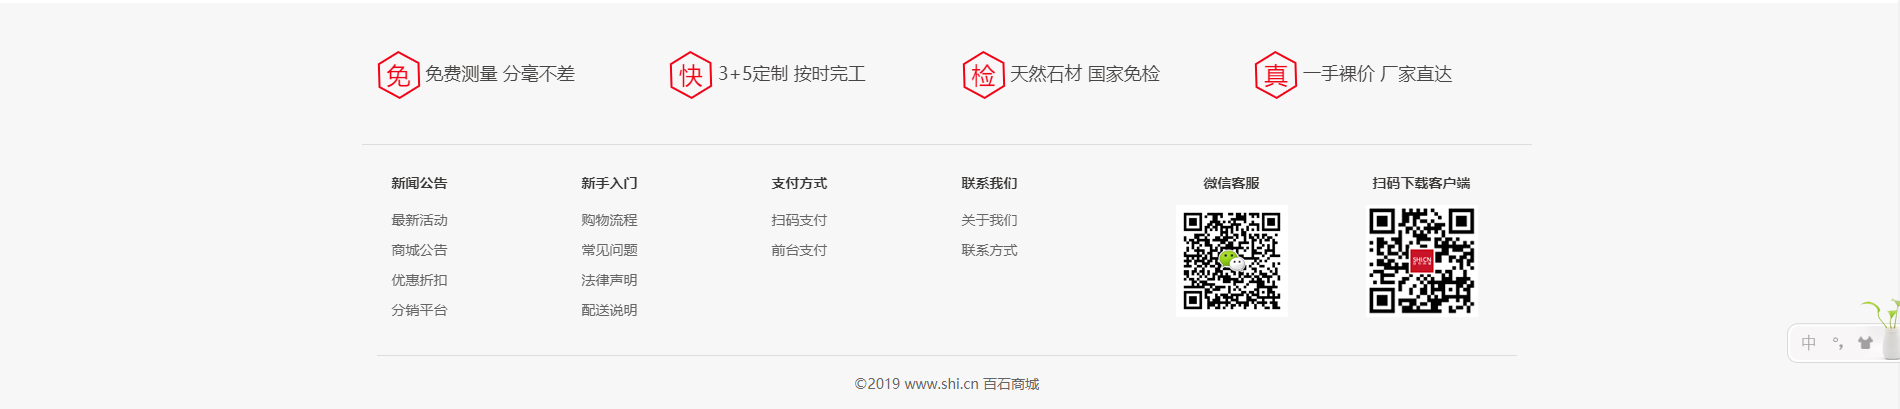 免 免费测量 分毫不差
快 3+5定制 按时完工
检 天然石材 国家免检
真 一手裸价 厂家直达
新闻公告
最新活动
商城公告
优惠折扣
分销平台
新手入门
购物流程
常见问题
法律声明
配送说明
支付方式
扫码支付
前台支付
联系我们
关于我们
联系方式
微信客服
扫码下载客户端
SHI.CN
©2019 www.shi.cn 百石商城
中 °,